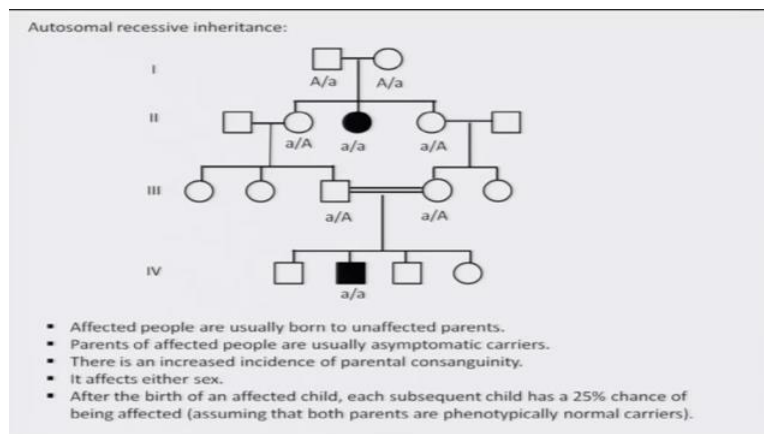 Autosomal recessive inheritance:
I
A/a A/a
II
a/A a/a a/A
III
a/A a/A
IV
a/a
▪ Affected people are usually born to unaffected parents.
▪ Parents of affected people are usually asymptomatic carriers.
▪ There is an increased incidence of parental consanguinity.
▪ It affects either sex.
▪ After the birth of an affected child, each subsequent child has a 25% chance of
being affected (assuming that both parents are phenotypically normal carriers).